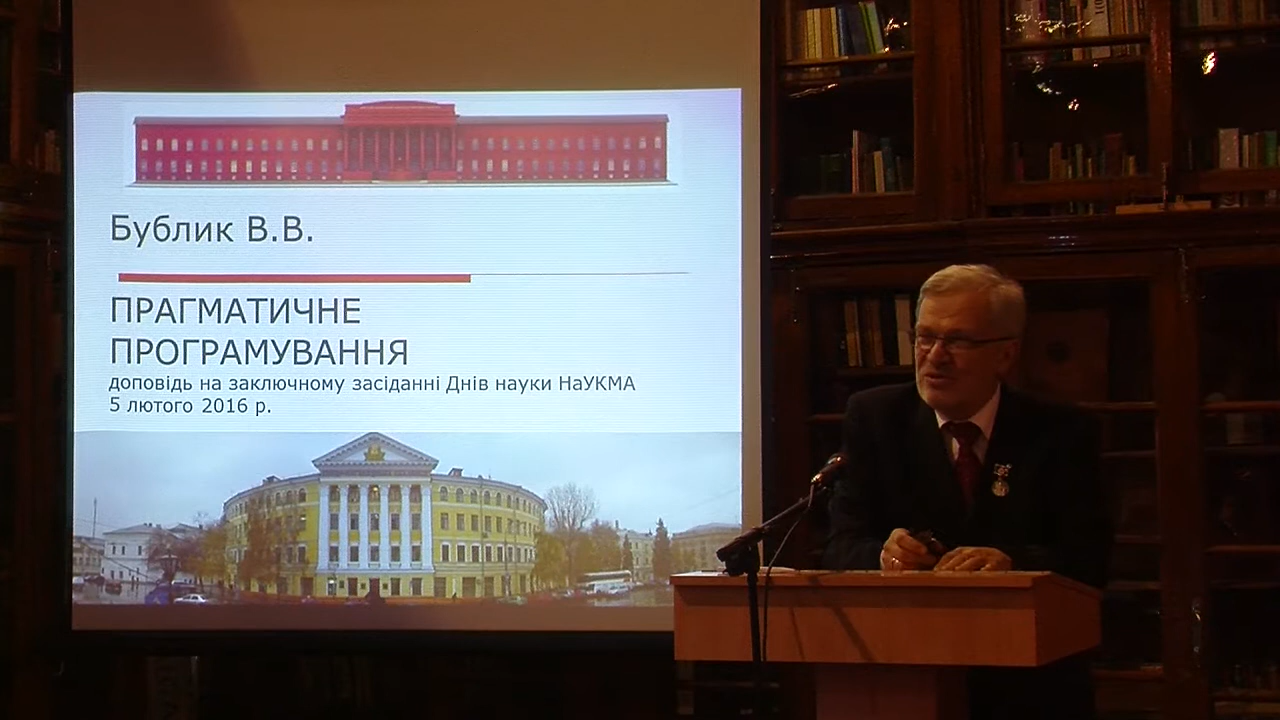 Бублик В.В.
ПРАГМАТИЧНЕ
ПРОГРАМУВАННЯ
доповідь на заключному засіданні Днів науки НаУКМА
5 лютого 2016 р.